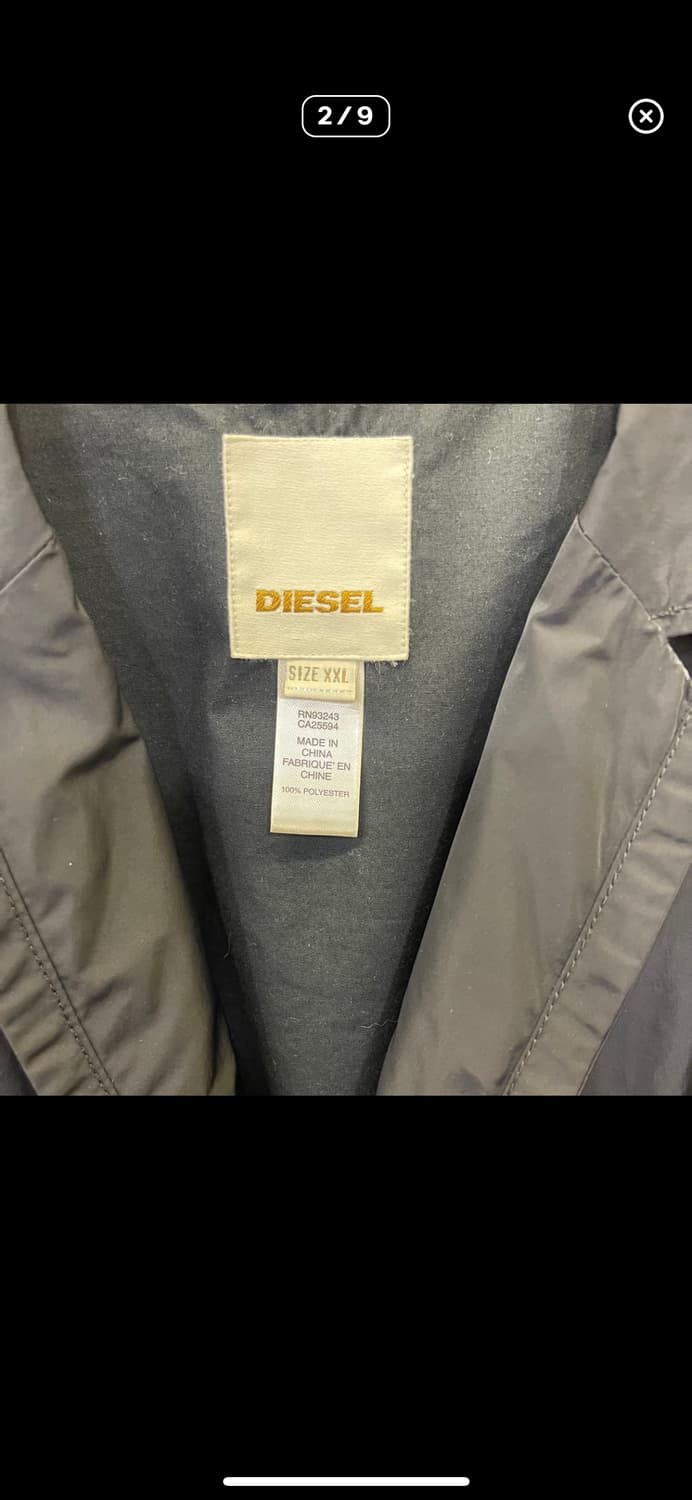 2/9
DIESEL
SIZE XXL
RN93243
CA25594
MADE IN
CHINA
FABRIQUE' EN
CHINE
100% POLYESTER